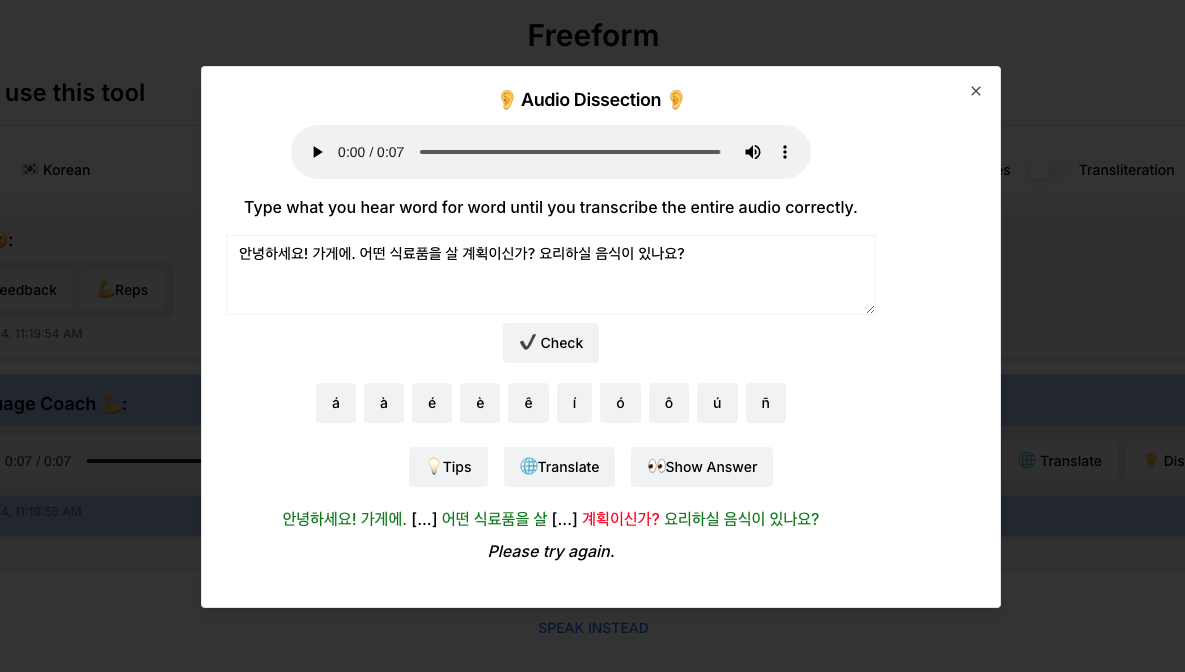 Freeform
use this tool
👂 Audio Dissection 👂
0:00 / 0:07
Korean
es
Transliteration
Type what you hear word for word until you transcribe the entire audio correctly.
:
안녕하세요! 가게에. 어떤 식료품을 살 계획이신가? 요리하실 음식이 있나요?
eedback
💪Reps
4, 11:19:54 AM
✔ Check
uage Coach 💪:
á à é è ê í ó ô ú ñ
0:07 / 0:07
💡Tips
🌐Translate
👀Show Answer
🌐 Translate
👂 Dis
4, 11:19:55 AM
안녕하세요! 가게에. [...] 어떤 식료품을 살 [...] 계획이신가? 요리하실 음식이 있나요?
Please try again.
SPEAK INSTEAD